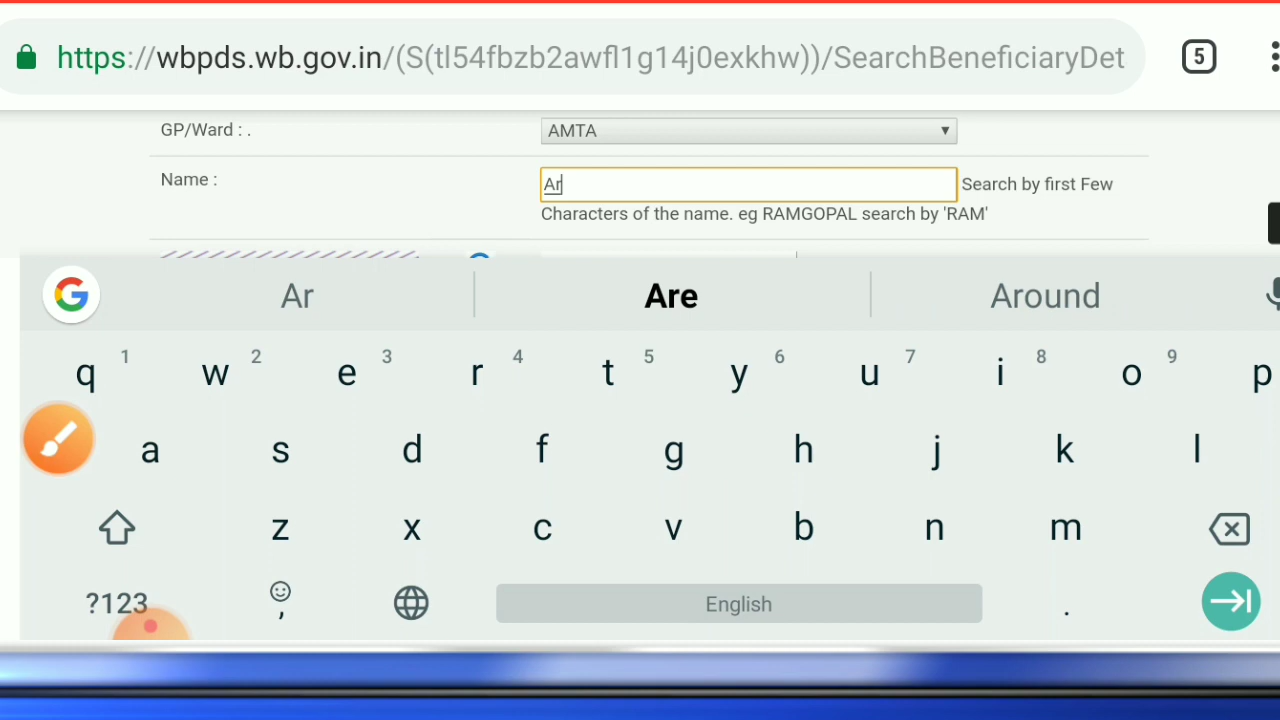 https://wbpds.wb.gov.in/(S(tl54fbzb2awfl1g14j0exkhw))/SearchBeneficiaryDet
5
GP/Ward : .
AMTA
Name :
Ar
Search by first Few
Characters of the name. eg RAMGOPAL search by 'RAM'
Ar Are Around
1 2 3 4 5 6 7 8 9
q w e r t y u i o p
a s d f g h j k l
z x c v b n m
?123 , English .